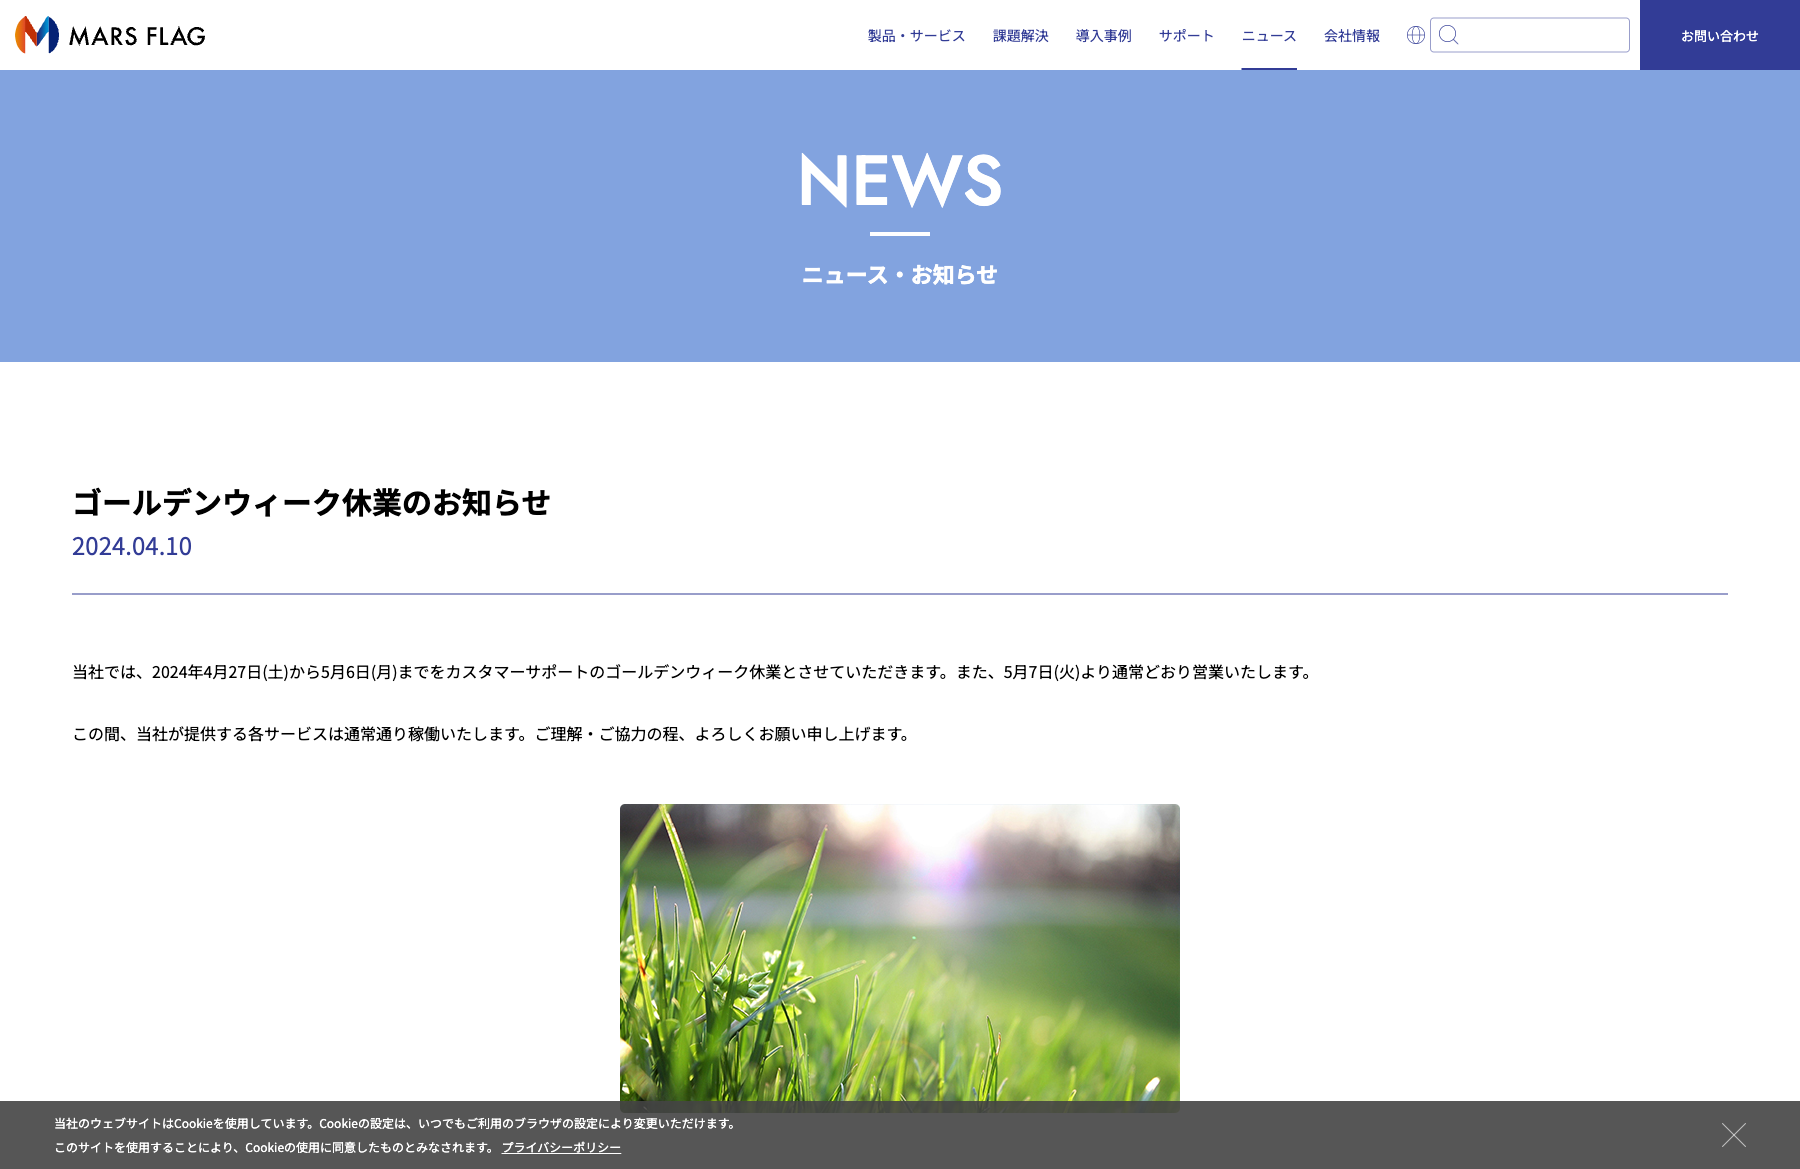 MARS FLAG
製品・サービス
課題解決
導入事例
サポート
ニュース
会社情報
お問い合わせ
NEWS
ニュース・お知らせ
ゴールデンウィーク休業のお知らせ
2024.04.10
当社では、2024年4月27日(土)から5月6日(月)までをカスタマーサポートのゴールデンウィーク休業とさせていただきます。また、5月7日(火)より通常どおり営業いたします。
この間、当社が提供する各サービスは通常通り稼働いたします。ご理解・ご協力の程、よろしくお願い申し上げます。
当社のウェブサイトはCookieを使用しています。Cookieの設定は、いつでもご利用のブラウザの設定により変更いただけます。
このサイトを使用することにより、Cookieの使用に同意したものとみなされます。 プライバシーポリシー